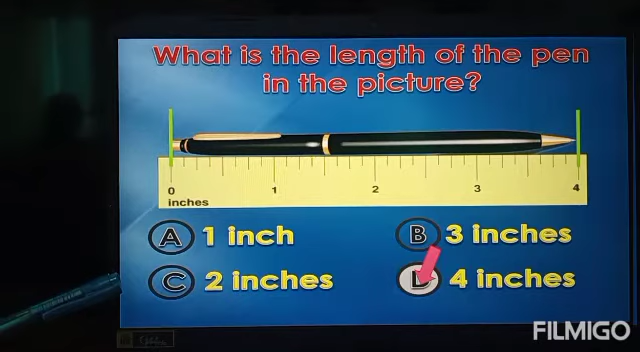 What is the length of the pen
in the picture?
0 1 2 3 4
inches
A 1 inch
B 3 inches
C 2 inches
D 4 inches
FILMIGO